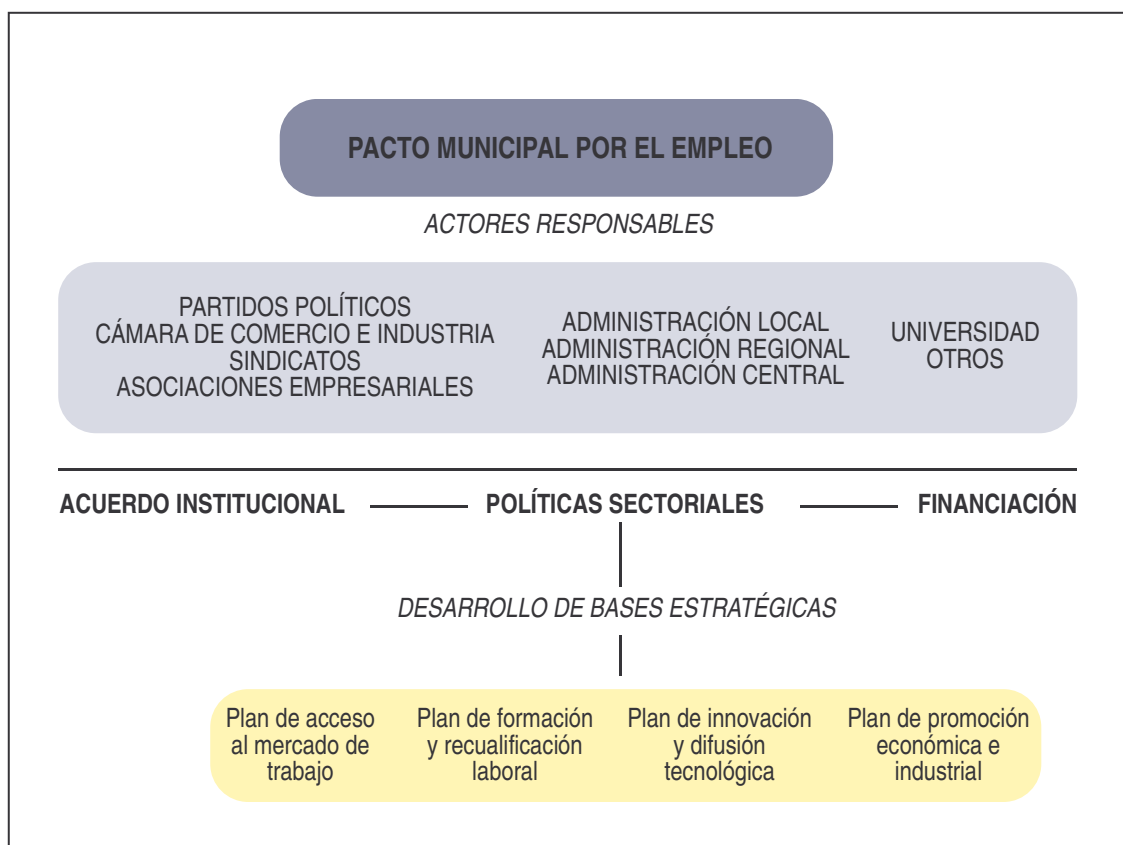 PACTO MUNICIPAL POR EL EMPLEO
ACTORES RESPONSABLES
PARTIDOS POLÍTICOS
CÁMARA DE COMERCIO E INDUSTRIA
SINDICATOS
ASOCIACIONES EMPRESARIALES
ADMINISTRACIÓN LOCAL
ADMINISTRACIÓN REGIONAL
ADMINISTRACIÓN CENTRAL
UNIVERSIDAD
OTROS
ACUERDO INSTITUCIONAL
POLÍTICAS SECTORIALES
FINANCIACIÓN
DESARROLLO DE BASES ESTRATÉGICAS
Plan de acceso
al mercado de
trabajo
Plan de formación
y recualificación
laboral
Plan de innovación
y difusión
tecnológica
Plan de promoción
económica e
industrial